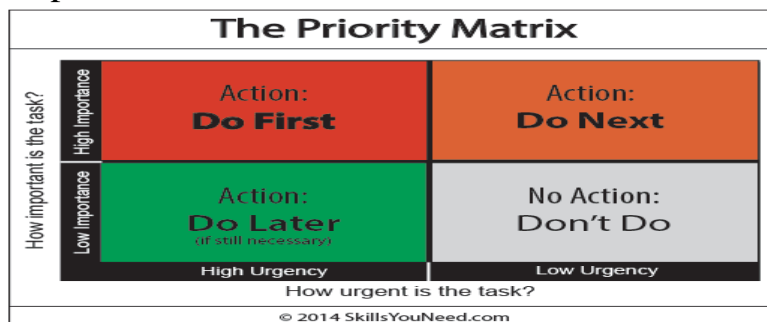 The Priority Matrix
How important is the task?
High Importance
Action:
Do First
Action:
Do Next
Low Importance
Action:
Do Later
(if still necessary)
No Action:
Don't Do
High Urgency
Low Urgency
How urgent is the task?
© 2014 SkillsYouNeed.com